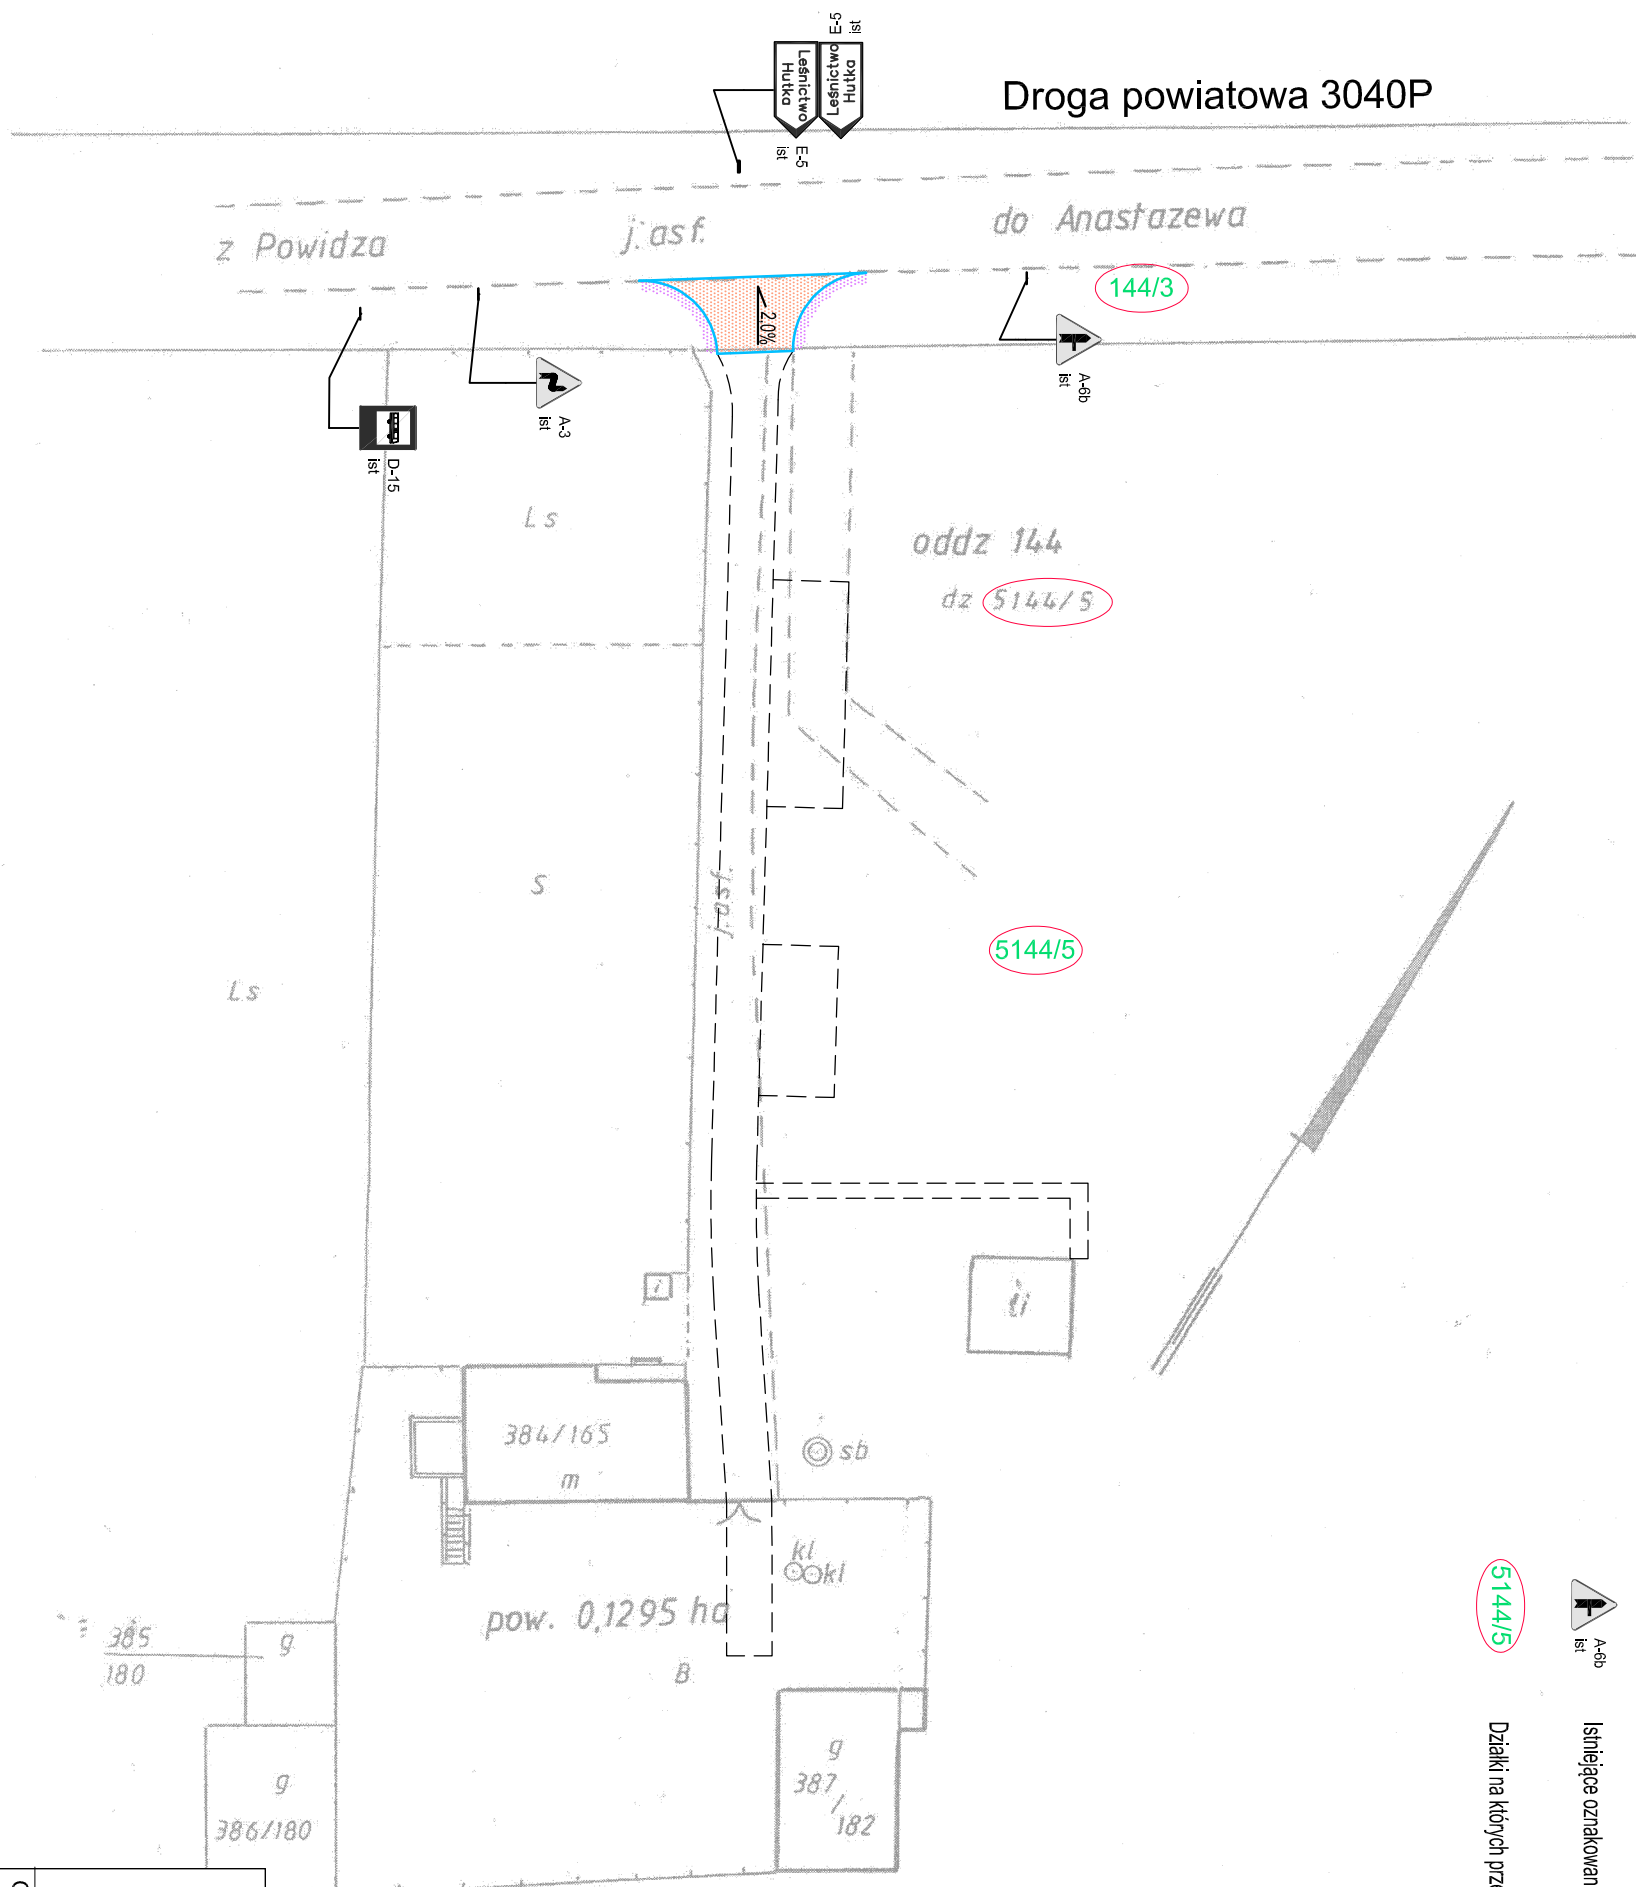 E-5
ist
Leśnictwo
Hutka
Leśnictwo
Hutka
E-5
ist
Droga powiatowa 3040P
z Powidza
j. asf.
do Anastazewa
144/3
2,0%
A-6b
ist
A-3
ist
D-15
ist
Ls
oddz 144
dz 5144/5
S
j. asf.
5144/5
Ls
i
ti
384/165
m
sb
kl
kl
pow. 0,1295 ha
B
385
180
g
g
386/180
g
387/182
5144/5
A-6b
ist
Istniejące oznakowan
Działki na których prze